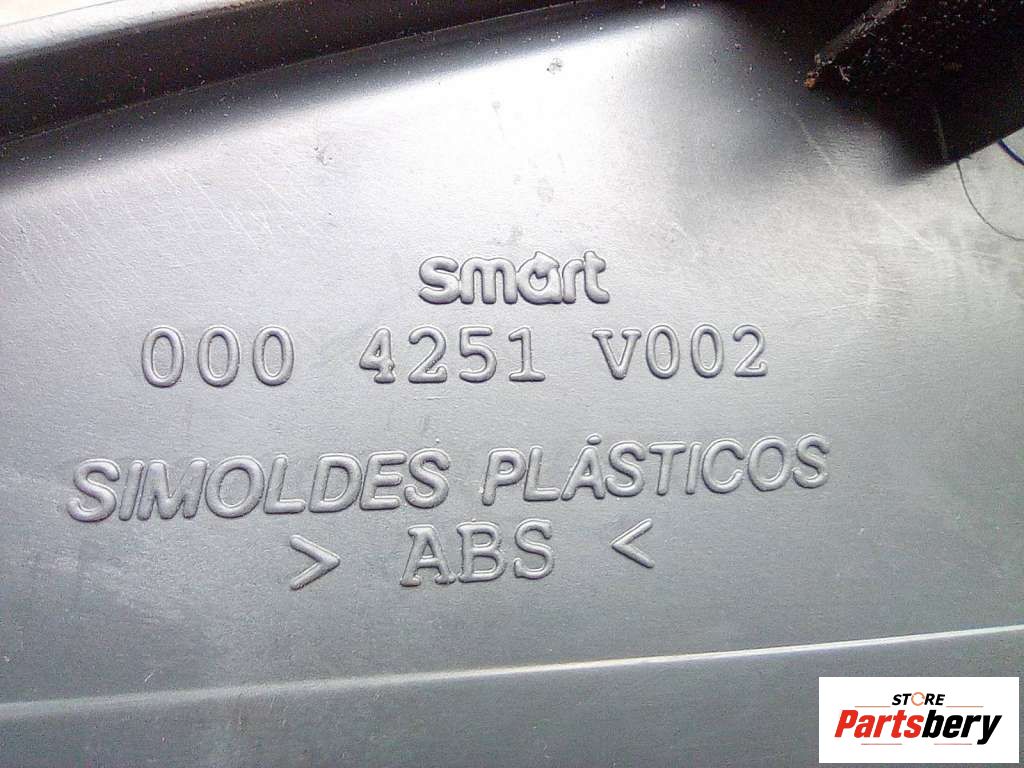 smart
000 4251 V002
SIMOLDES PLÁSTICOS
> ABS <
STORE
Partsbery